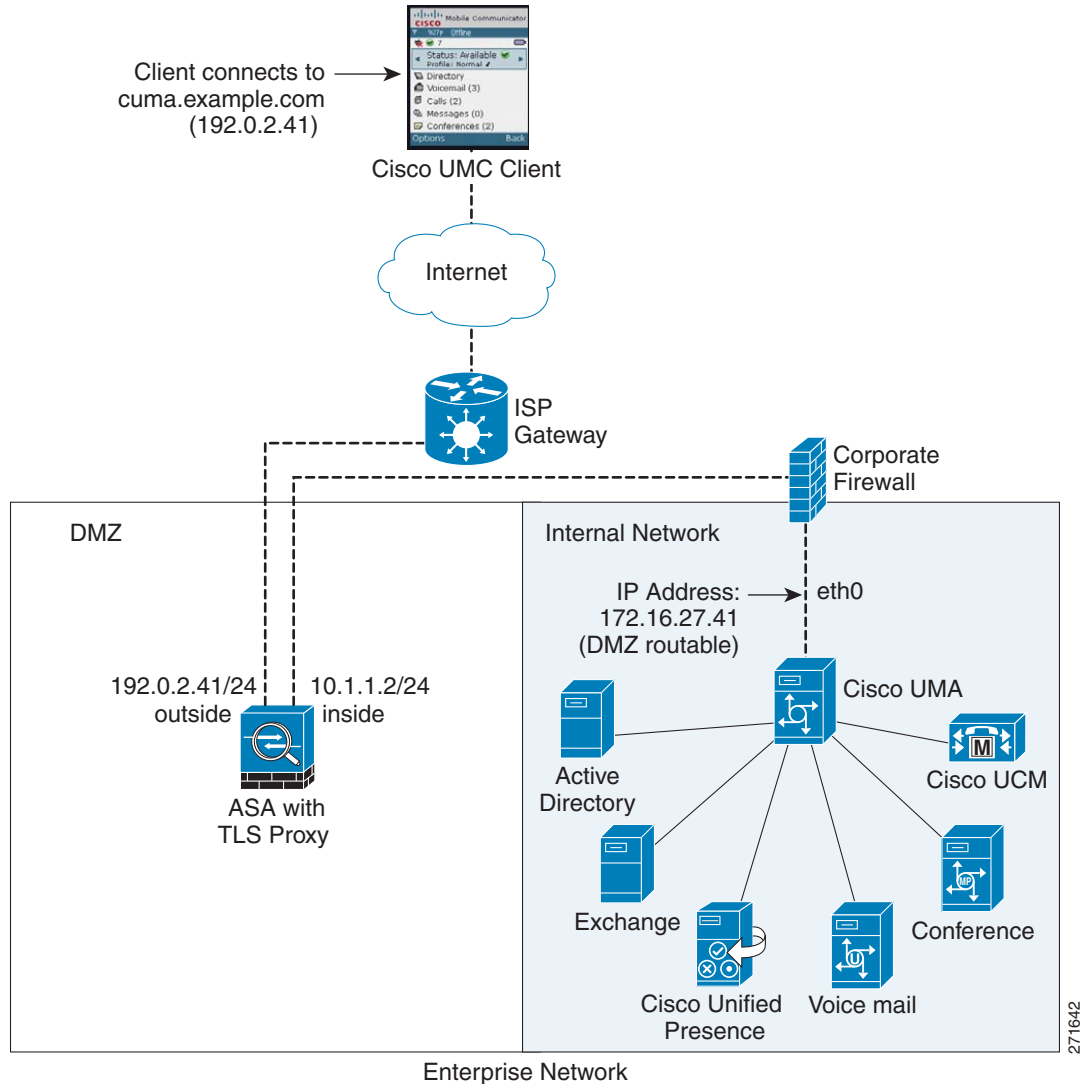 CISCO Mobile Communicator
927p Offline
7
Status: Available
Profile: Normal
Directory
Voicemail (3)
Calls (2)
Messages (0)
Conferences (2)
Options Back
Client connects to
cuma.example.com
(192.0.2.41)
Cisco UMC Client
Internet
ISP
Gateway
Corporate
Firewall
DMZ
Internal Network
IP Address:
172.16.27.41
(DMZ routable)
eth0
192.0.2.41/24
outside
10.1.1.2/24
inside
ASA with
TLS Proxy
Cisco UMA
Active
Directory
M
Cisco UCM
Exchange
MP
Conference
Cisco Unified
Presence
U
Voice mail
271642
Enterprise Network